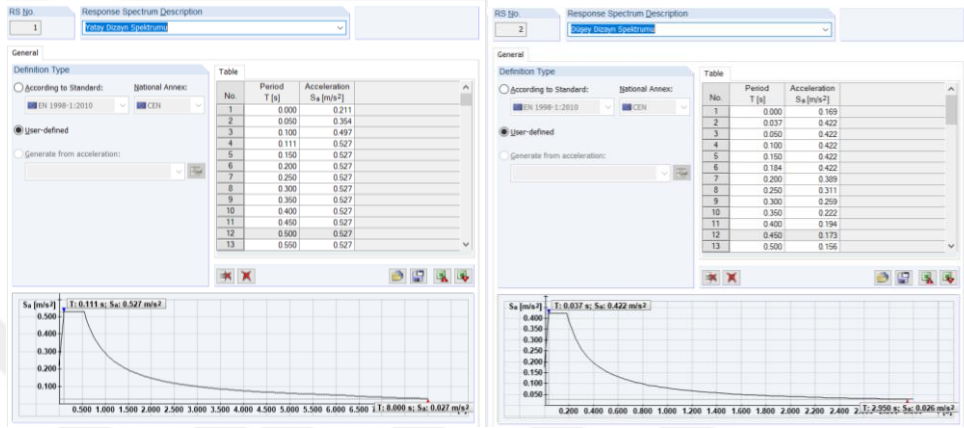 RS No.
Response Spectrum Description
1
Yatay Dizayn Spektrumu
General
Definition Type
According to Standard:
National Annex:
EN 1998-1:2010
CEN
User-defined
Generate from acceleration:
Table
No.
Period
T [s]
Acceleration
Sa [m/s2]
1 0.000 0.211
2 0.050 0.354
3 0.100 0.497
4 0.111 0.527
5 0.150 0.527
6 0.200 0.527
7 0.250 0.527
8 0.300 0.527
9 0.350 0.527
10 0.400 0.527
11 0.450 0.527
12 0.500 0.527
13 0.550 0.527
Sa [m/s2]
T: 0.111 s; Sa: 0.527 m/s2
0.500
0.400
0.300
0.200
0.100
0.500 1.000 1.500 2.000 2.500 3.000 3.500 4.000 4.500 5.000 5.500 6.000 6.500
T: 8.000 s; Sa: 0.027 m/s2
RS No.
Response Spectrum Description
2
Düşey Dizayn Spektrumu
General
Definition Type
According to Standard:
National Annex:
EN 1998-1:2010
CEN
User-defined
Generate from acceleration:
Table
No.
Period
T [s]
Acceleration
Sa [m/s2]
1 0.000 0.169
2 0.037 0.422
3 0.050 0.422
4 0.100 0.422
5 0.150 0.422
6 0.184 0.422
7 0.200 0.389
8 0.250 0.311
9 0.300 0.259
10 0.350 0.222
11 0.400 0.194
12 0.450 0.173
13 0.500 0.156
Sa [m/s2]
T: 0.037 s; Sa: 0.422 m/s2
0.400
0.350
0.300
0.250
0.200
0.150
0.100
0.050
0.200 0.400 0.600 0.800 1.000 1.200 1.400 1.600 1.800 2.000 2.200 2.400
T: 2.950 s; Sa: 0.026 m/s2